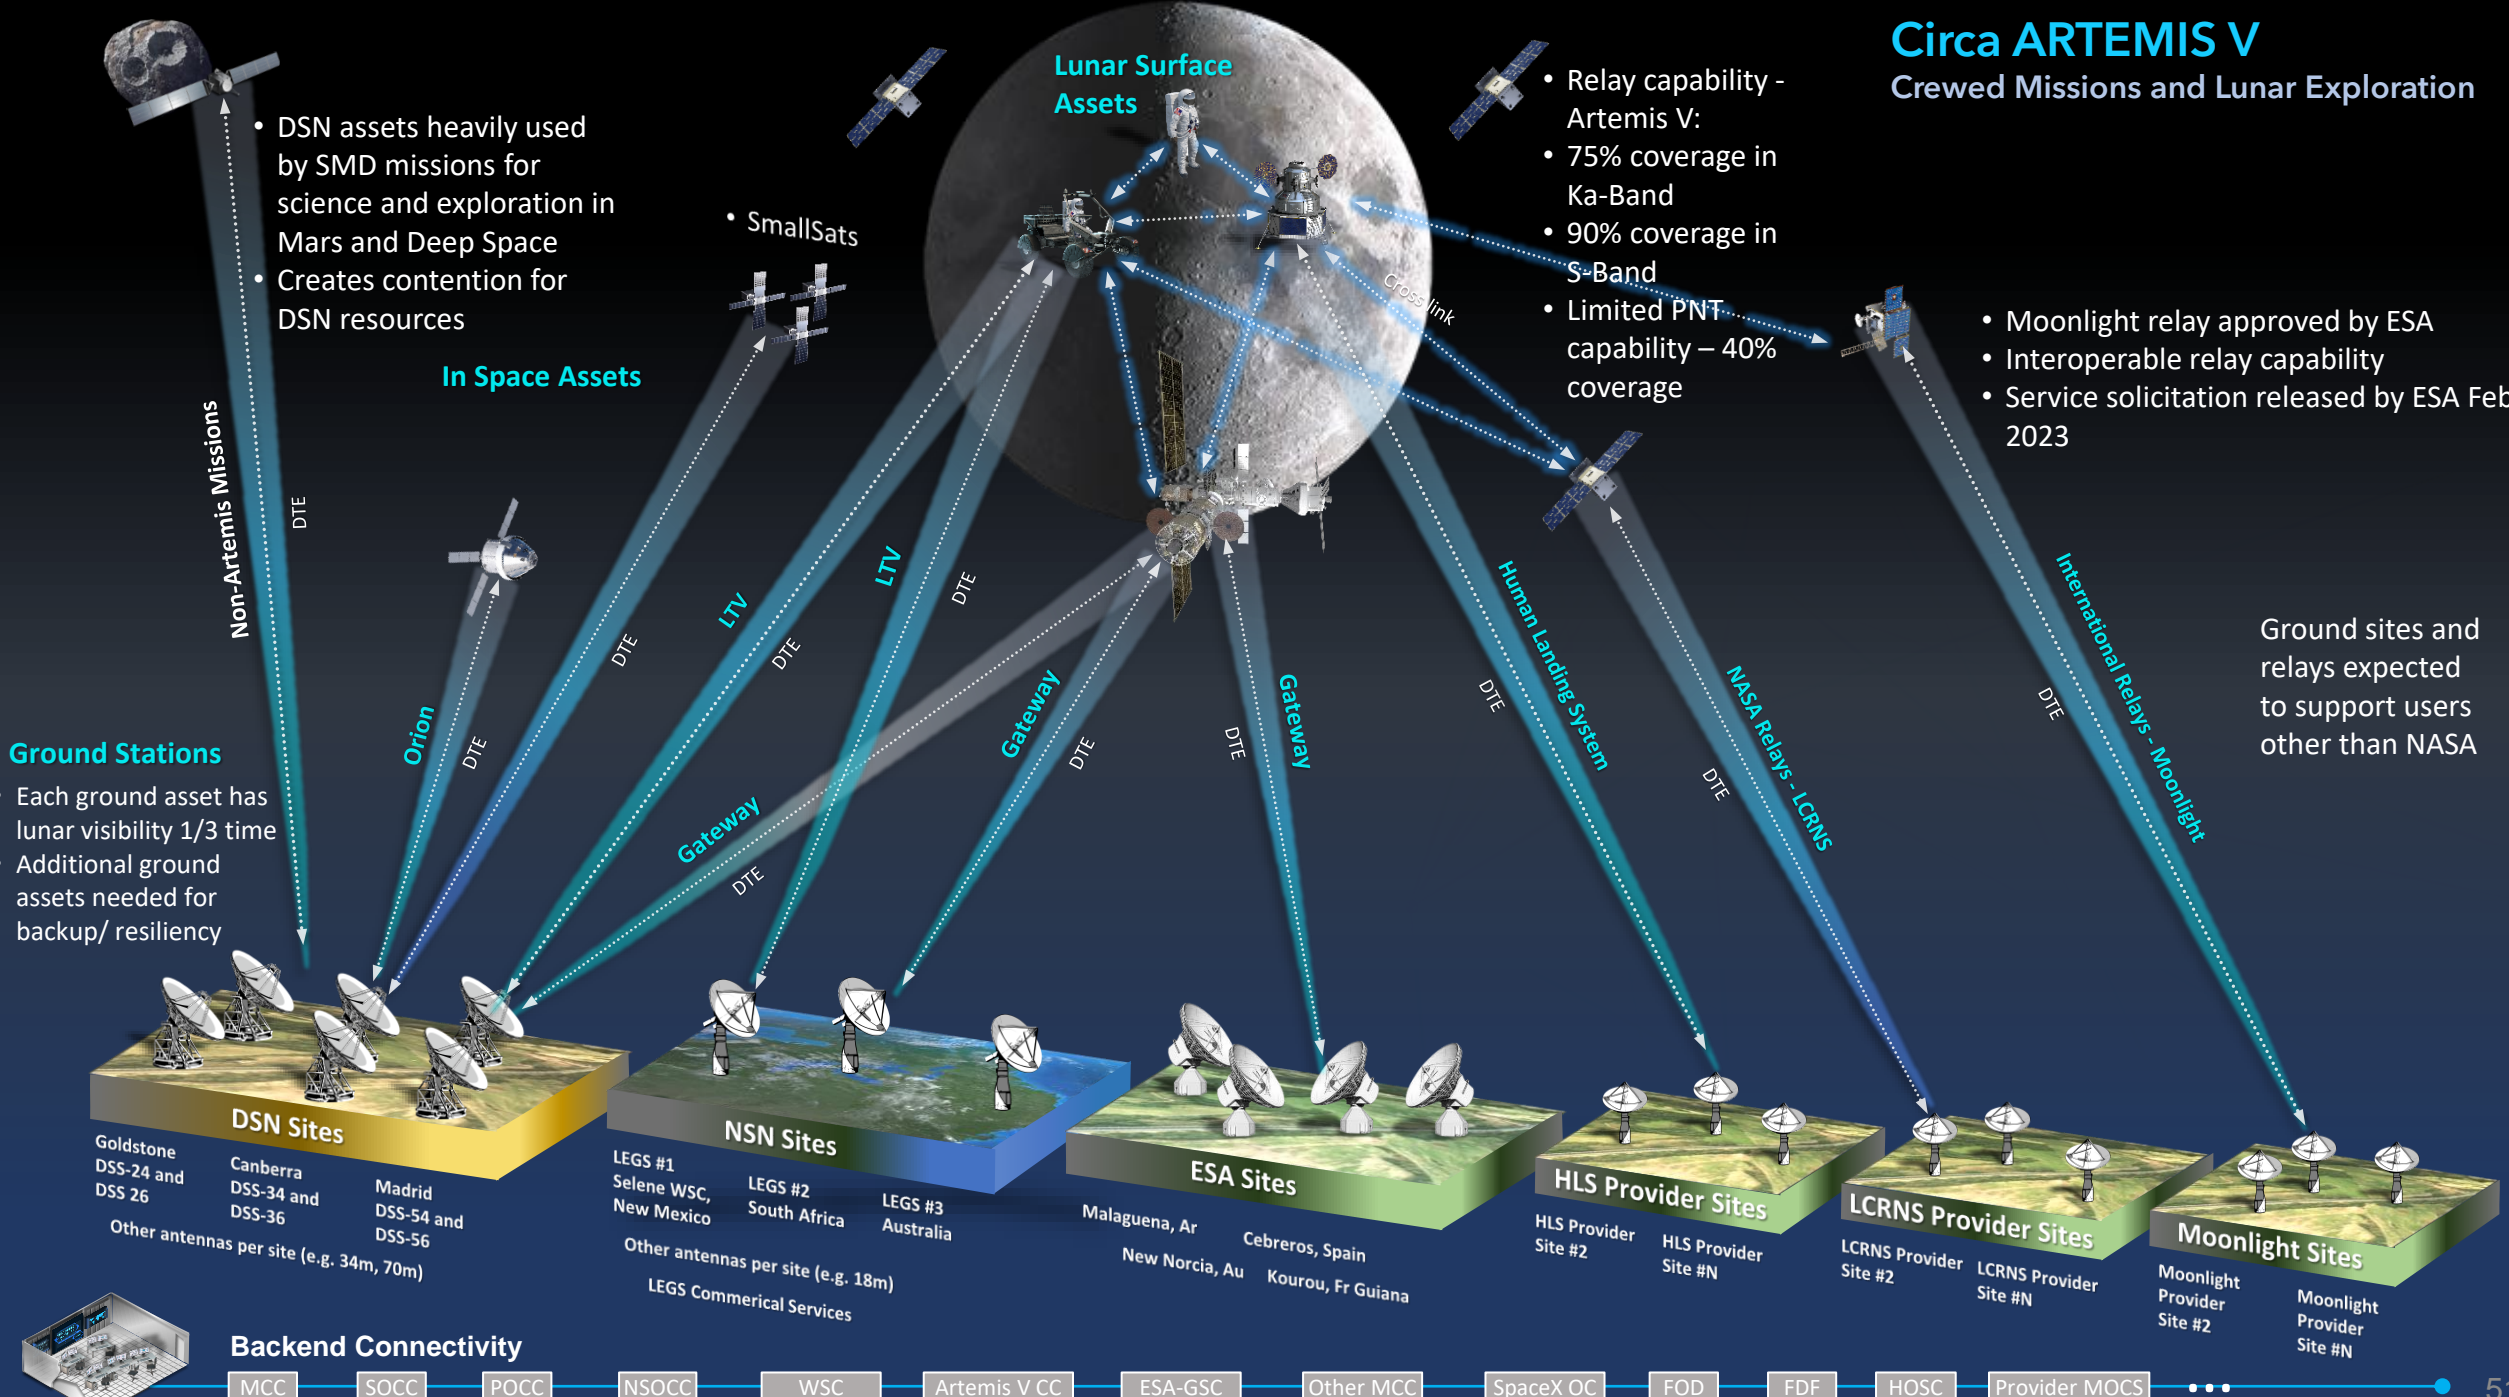 Circa ARTEMIS V
Crewed Missions and Lunar Exploration
Lunar Surface
Assets
• DSN assets heavily used
by SMD missions for
science and exploration in
Mars and Deep Space
• Creates contention for
DSN resources
• SmallSats
In Space Assets
• Relay capability -
Artemis V:
• 75% coverage in
Ka-Band
• 90% coverage in
S-Band
• Limited PNT
capability – 40%
coverage
Cross link
• Moonlight relay approved by ESA
• Interoperable relay capability
• Service solicitation released by ESA Feb
2023
Non-Artemis Missions
DTE
Orion
DTE
DTE
LTV
DTE
LTV
DTE
Gateway
DTE
Gateway
DTE
Gateway
DTE
Human Landing System
DTE
NASA Relays - LCRNS
DTE
International Relays - Moonlight
DTE
Ground sites and
relays expected
to support users
other than NASA
Ground Stations
• Each ground asset has
lunar visibility 1/3 time
• Additional ground
assets needed for
backup/ resiliency
DSN Sites
Goldstone
DSS-24 and
DSS 26
Canberra
DSS-34 and
DSS-36
Madrid
DSS-54 and
DSS-56
Other antennas per site (e.g. 34m, 70m)
NSN Sites
LEGS #1
Selene WSC,
New Mexico
LEGS #2
South Africa
LEGS #3
Australia
Other antennas per site (e.g. 18m)
LEGS Commerical Services
ESA Sites
Malaguena, Ar
Cebreros, Spain
New Norcia, Au
Kourou, Fr Guiana
HLS Provider Sites
HLS Provider
Site #2
HLS Provider
Site #N
LCRNS Provider Sites
LCRNS Provider
Site #2
LCRNS Provider
Site #N
Moonlight Sites
Moonlight
Provider
Site #2
Moonlight
Provider
Site #N
Backend Connectivity
MCC
SOCC
POCC
NSOCC
WSC
Artemis V CC
ESA-GSC
Other MCC
SpaceX OC
FOD
FDF
HOSC
Provider MOCS
...